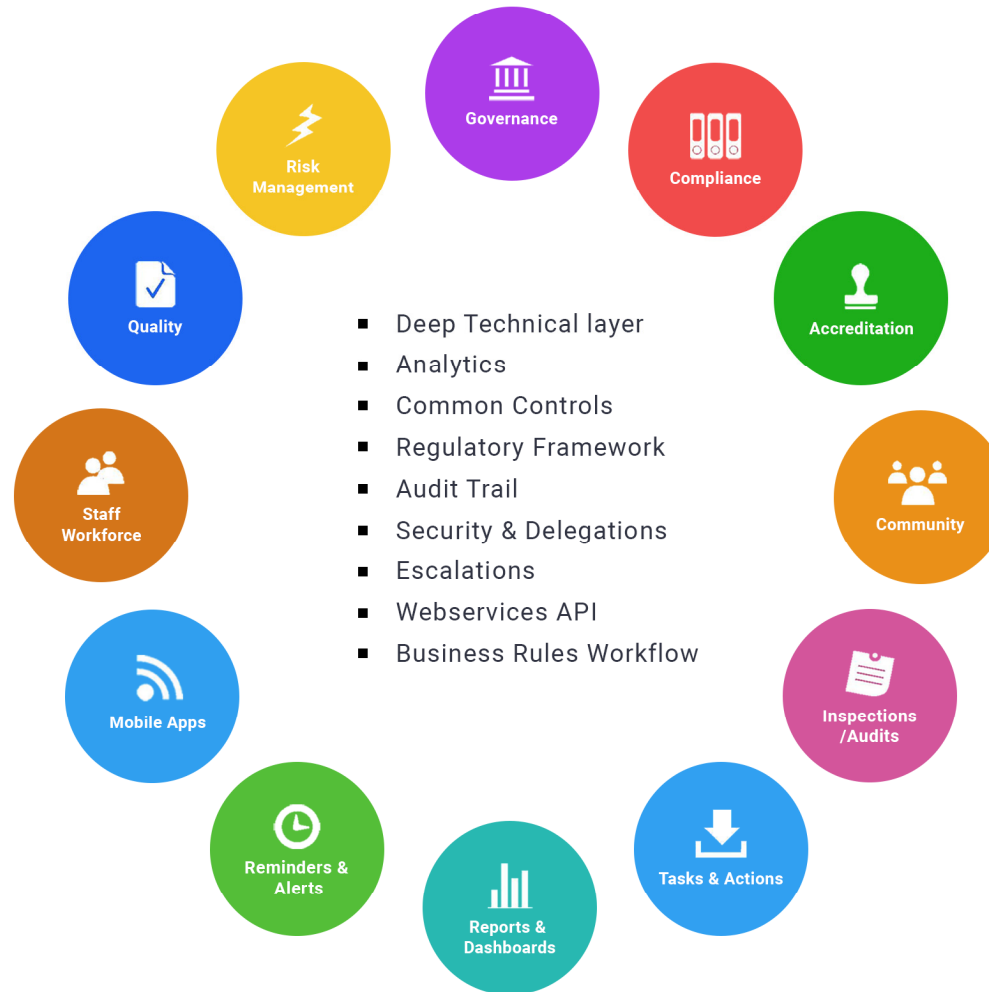 Governance
Compliance
Risk
Management
Accreditation
Quality
Deep Technical layer
Analytics
Common Controls
Regulatory Framework
Audit Trail
Security & Delegations
Escalations
Webservices API
Business Rules Workflow
Staff
Workforce
Community
Mobile Apps
Inspections
/Audits
Reminders &
Alerts
Tasks & Actions
Reports &
Dashboards